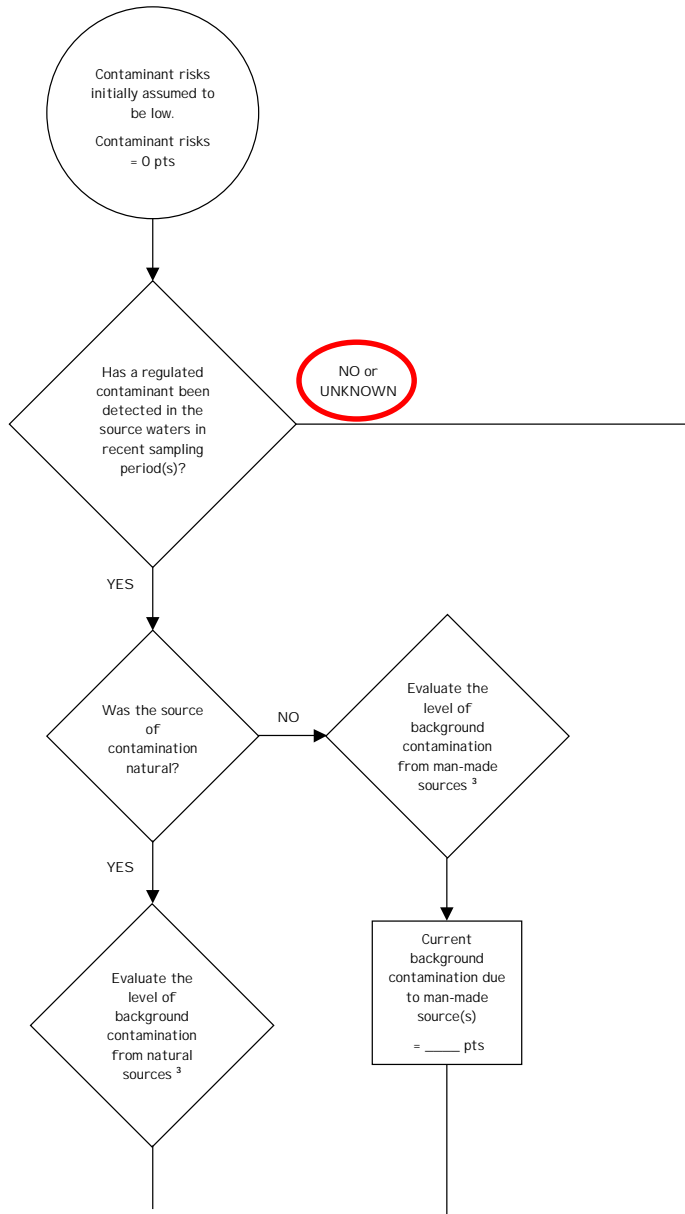 Contaminant risks
initially assumed to
be low.
Contaminant risks
= 0 pts
Has a regulated
contaminant been
detected in the
source waters in
recent sampling
period(s)?
NO or
UNKNOWN
YES
Was the source
of
contamination
natural?
NO
Evaluate the
level of
background
contamination
from man-made
sources ³
YES
Evaluate the
level of
background
contamination
from natural
sources ³
Current
background
contamination due
to man-made
source(s)
= _____ pts